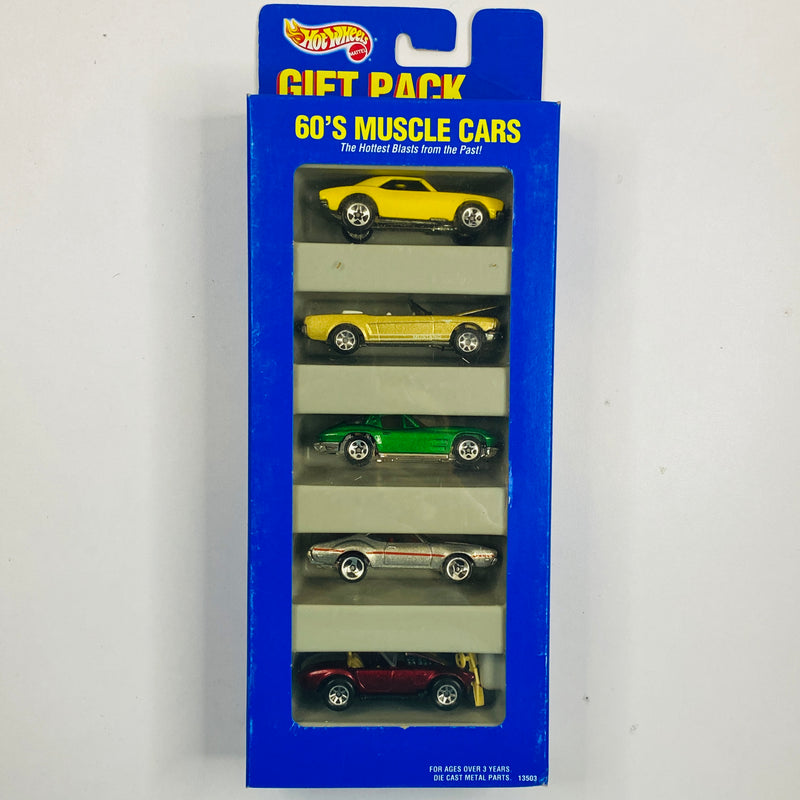 Hot Wheels
MATTEL
GIFT PACK
60'S MUSCLE CARS
The Hottest Blasts from the Past!
MUSTANG
FOR AGES OVER 3 YEARS.
DIE CAST METAL PARTS. 13503